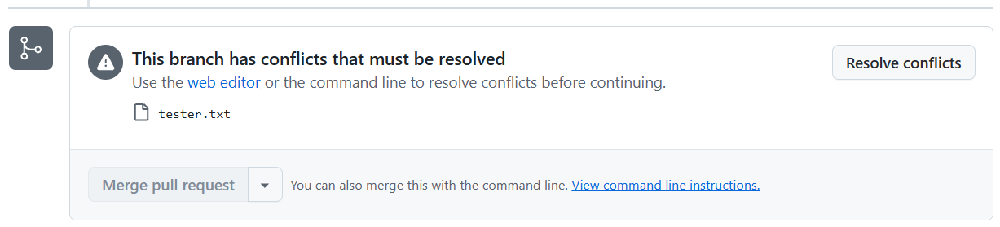 This branch has conflicts that must be resolved
Resolve conflicts
Use the web editor or the command line to resolve conflicts before continuing.
tester.txt
Merge pull request
You can also merge this with the command line. View command line instructions.